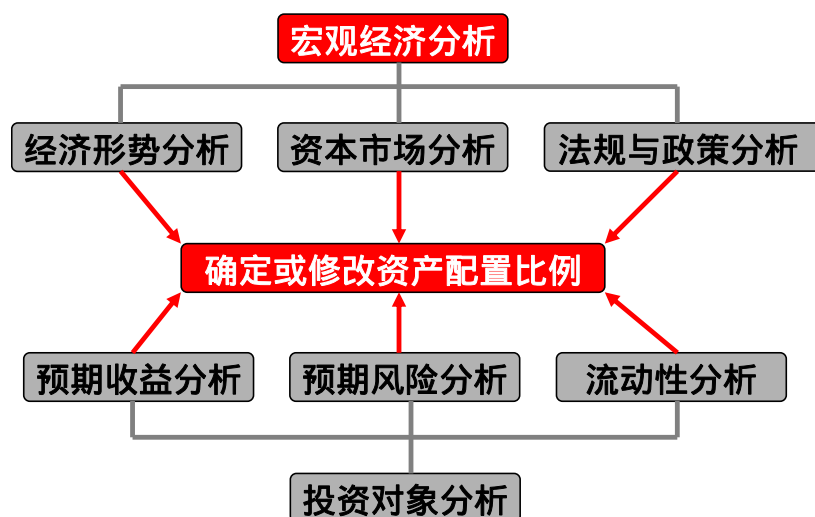 宏观经济分析
经济形势分析
资本市场分析
法规与政策分析
确定或修改资产配置比例
预期收益分析
预期风险分析
流动性分析
投资对象分析